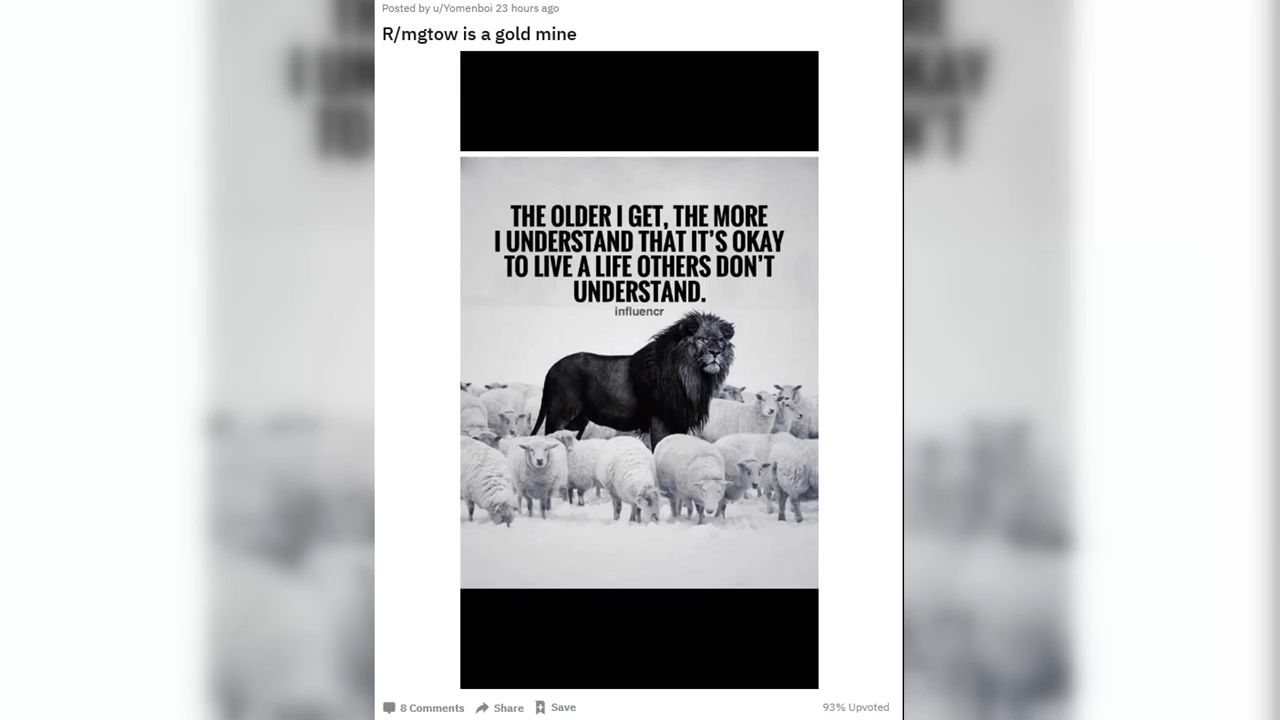 Posted by u/Yomenboi 23 hours ago
R/mgtow is a gold mine
THE OLDER I GET, THE MORE
I UNDERSTAND THAT IT'S OKAY
TO LIVE A LIFE OTHERS DON'T
UNDERSTAND.
influencr
8 Comments Share Save 93% Upvoted